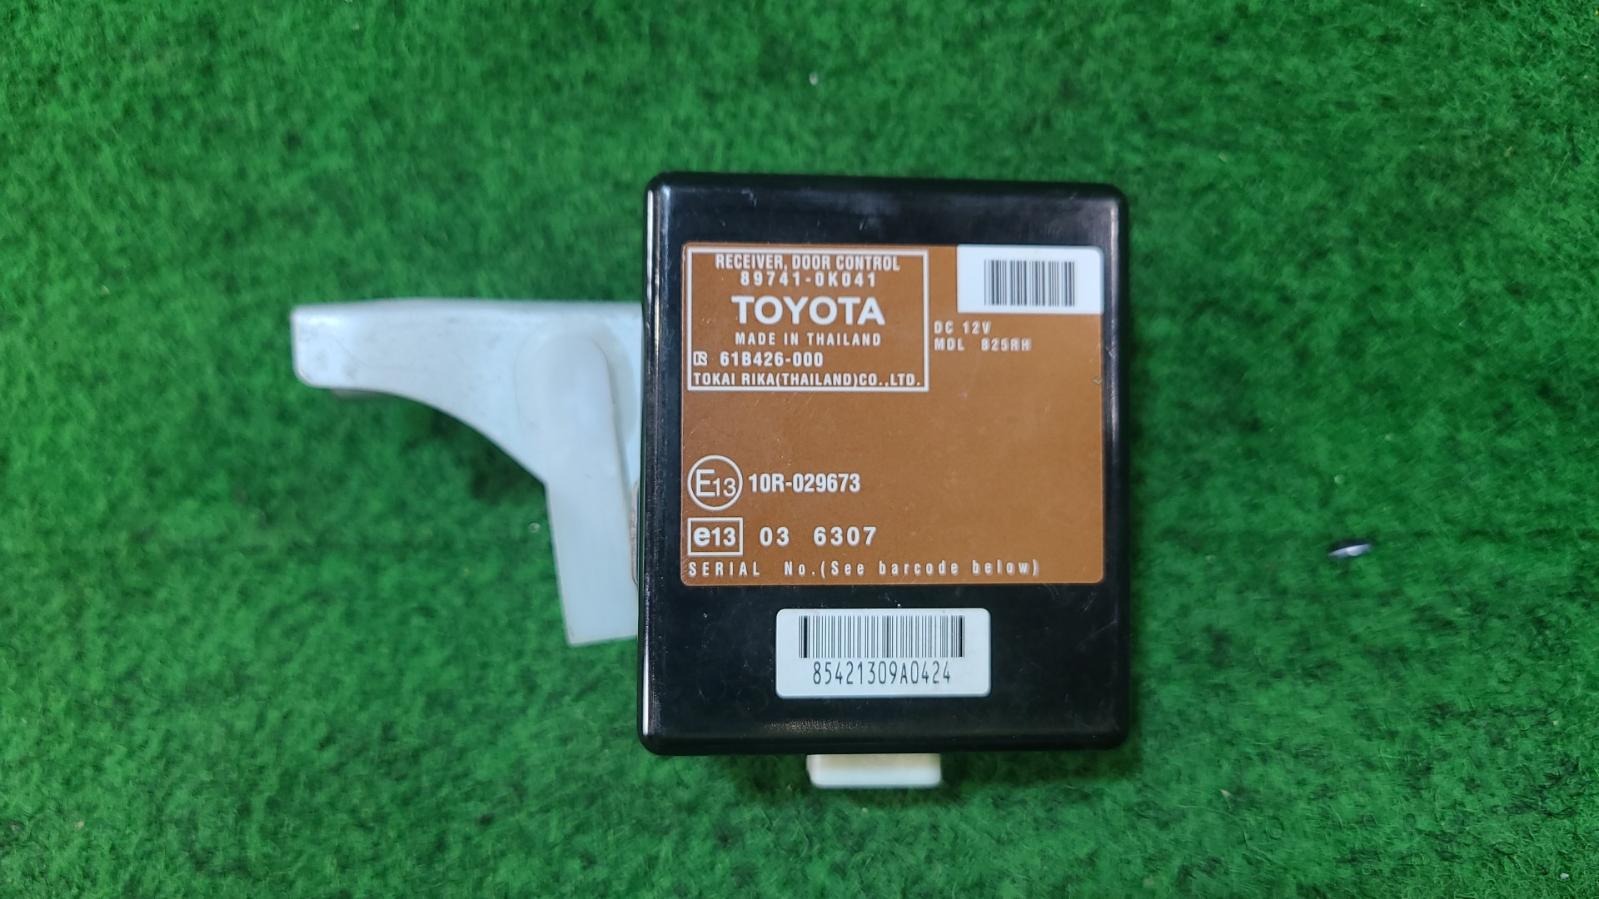 RECEIVER, DOOR CONTROL
89741-0K041
TOYOTA
MADE IN THAILAND
61B426-000
TOKAI RIKA(THAILAND)CO.,LTD.
DC 12V
MDL
E13 10R-029673
e13 03 6307
SERIAL No.(See barcode below)
85421309A0424